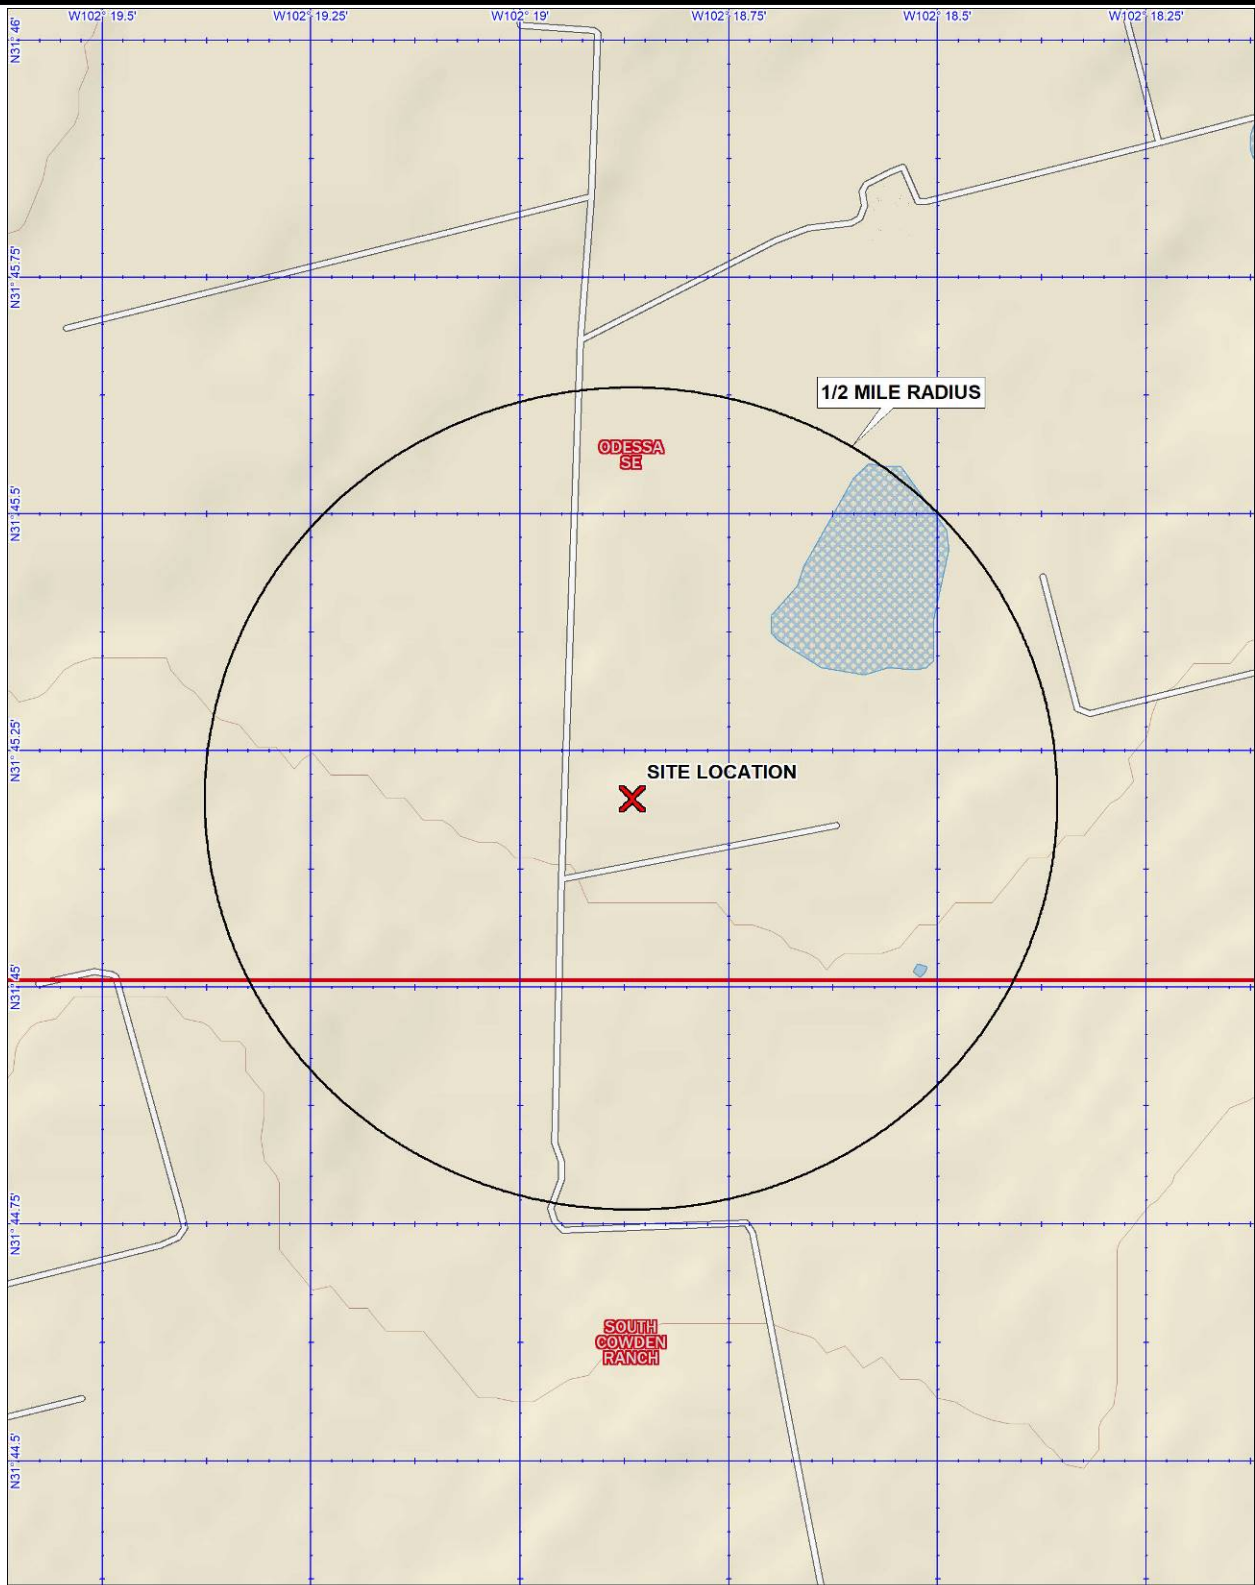 W102° 19.5'
W102° 19.25'
W102° 19'
W102° 18.75'
W102° 18.5'
W102° 18.25'
N31° 46'
N31° 45.75'
1/2 MILE RADIUS
ODESSA
SE
N31° 45.5'
N31° 45.25'
SITE LOCATION
N31° 45'
N31° 44.75'
SOUTH
COWDEN
RANCH
N31° 44.5'